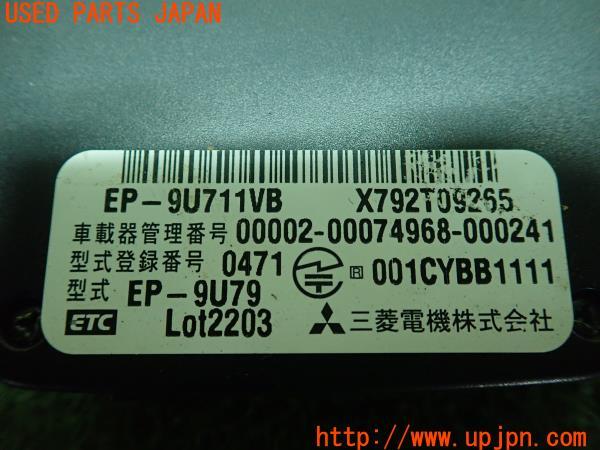 USED PARTS JAPAN
EP-9U711VB X792T09265
車載器管理番号 00002-00074968-000241
型式登録番号 0471 R 001CYBB1111
型式 EP-9U79
ETC Lot2203 三菱電機株式会社
http://www.upjpn.com/